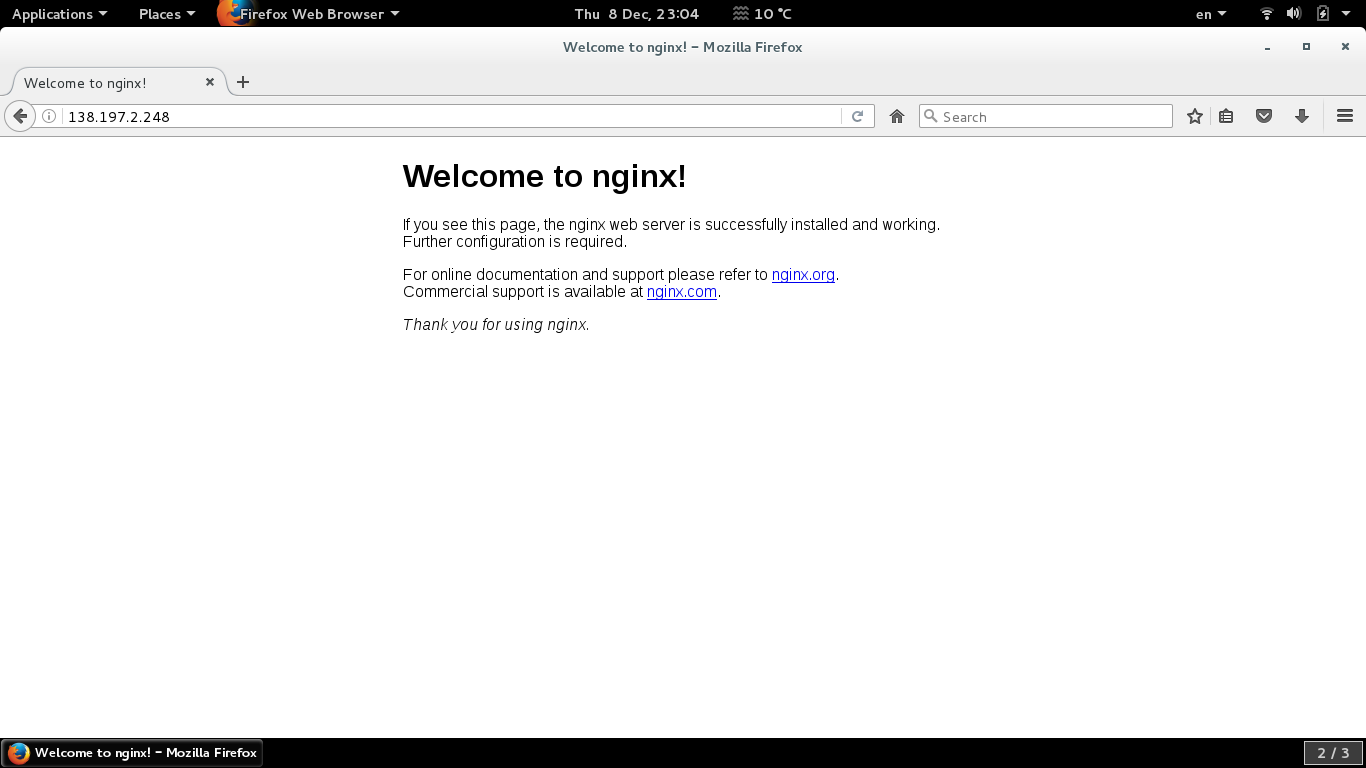 Applications Places Firefox Web Browser Thu 8 Dec, 23:04 10 °C en
Welcome to nginx! – Mozilla Firefox
Welcome to nginx!
138.197.2.248 Search
Welcome to nginx!
If you see this page, the nginx web server is successfully installed and working.
Further configuration is required.
For online documentation and support please refer to nginx.org.
Commercial support is available at nginx.com.
Thank you for using nginx.
Welcome to nginx! – Mozilla Firefox 2 / 3